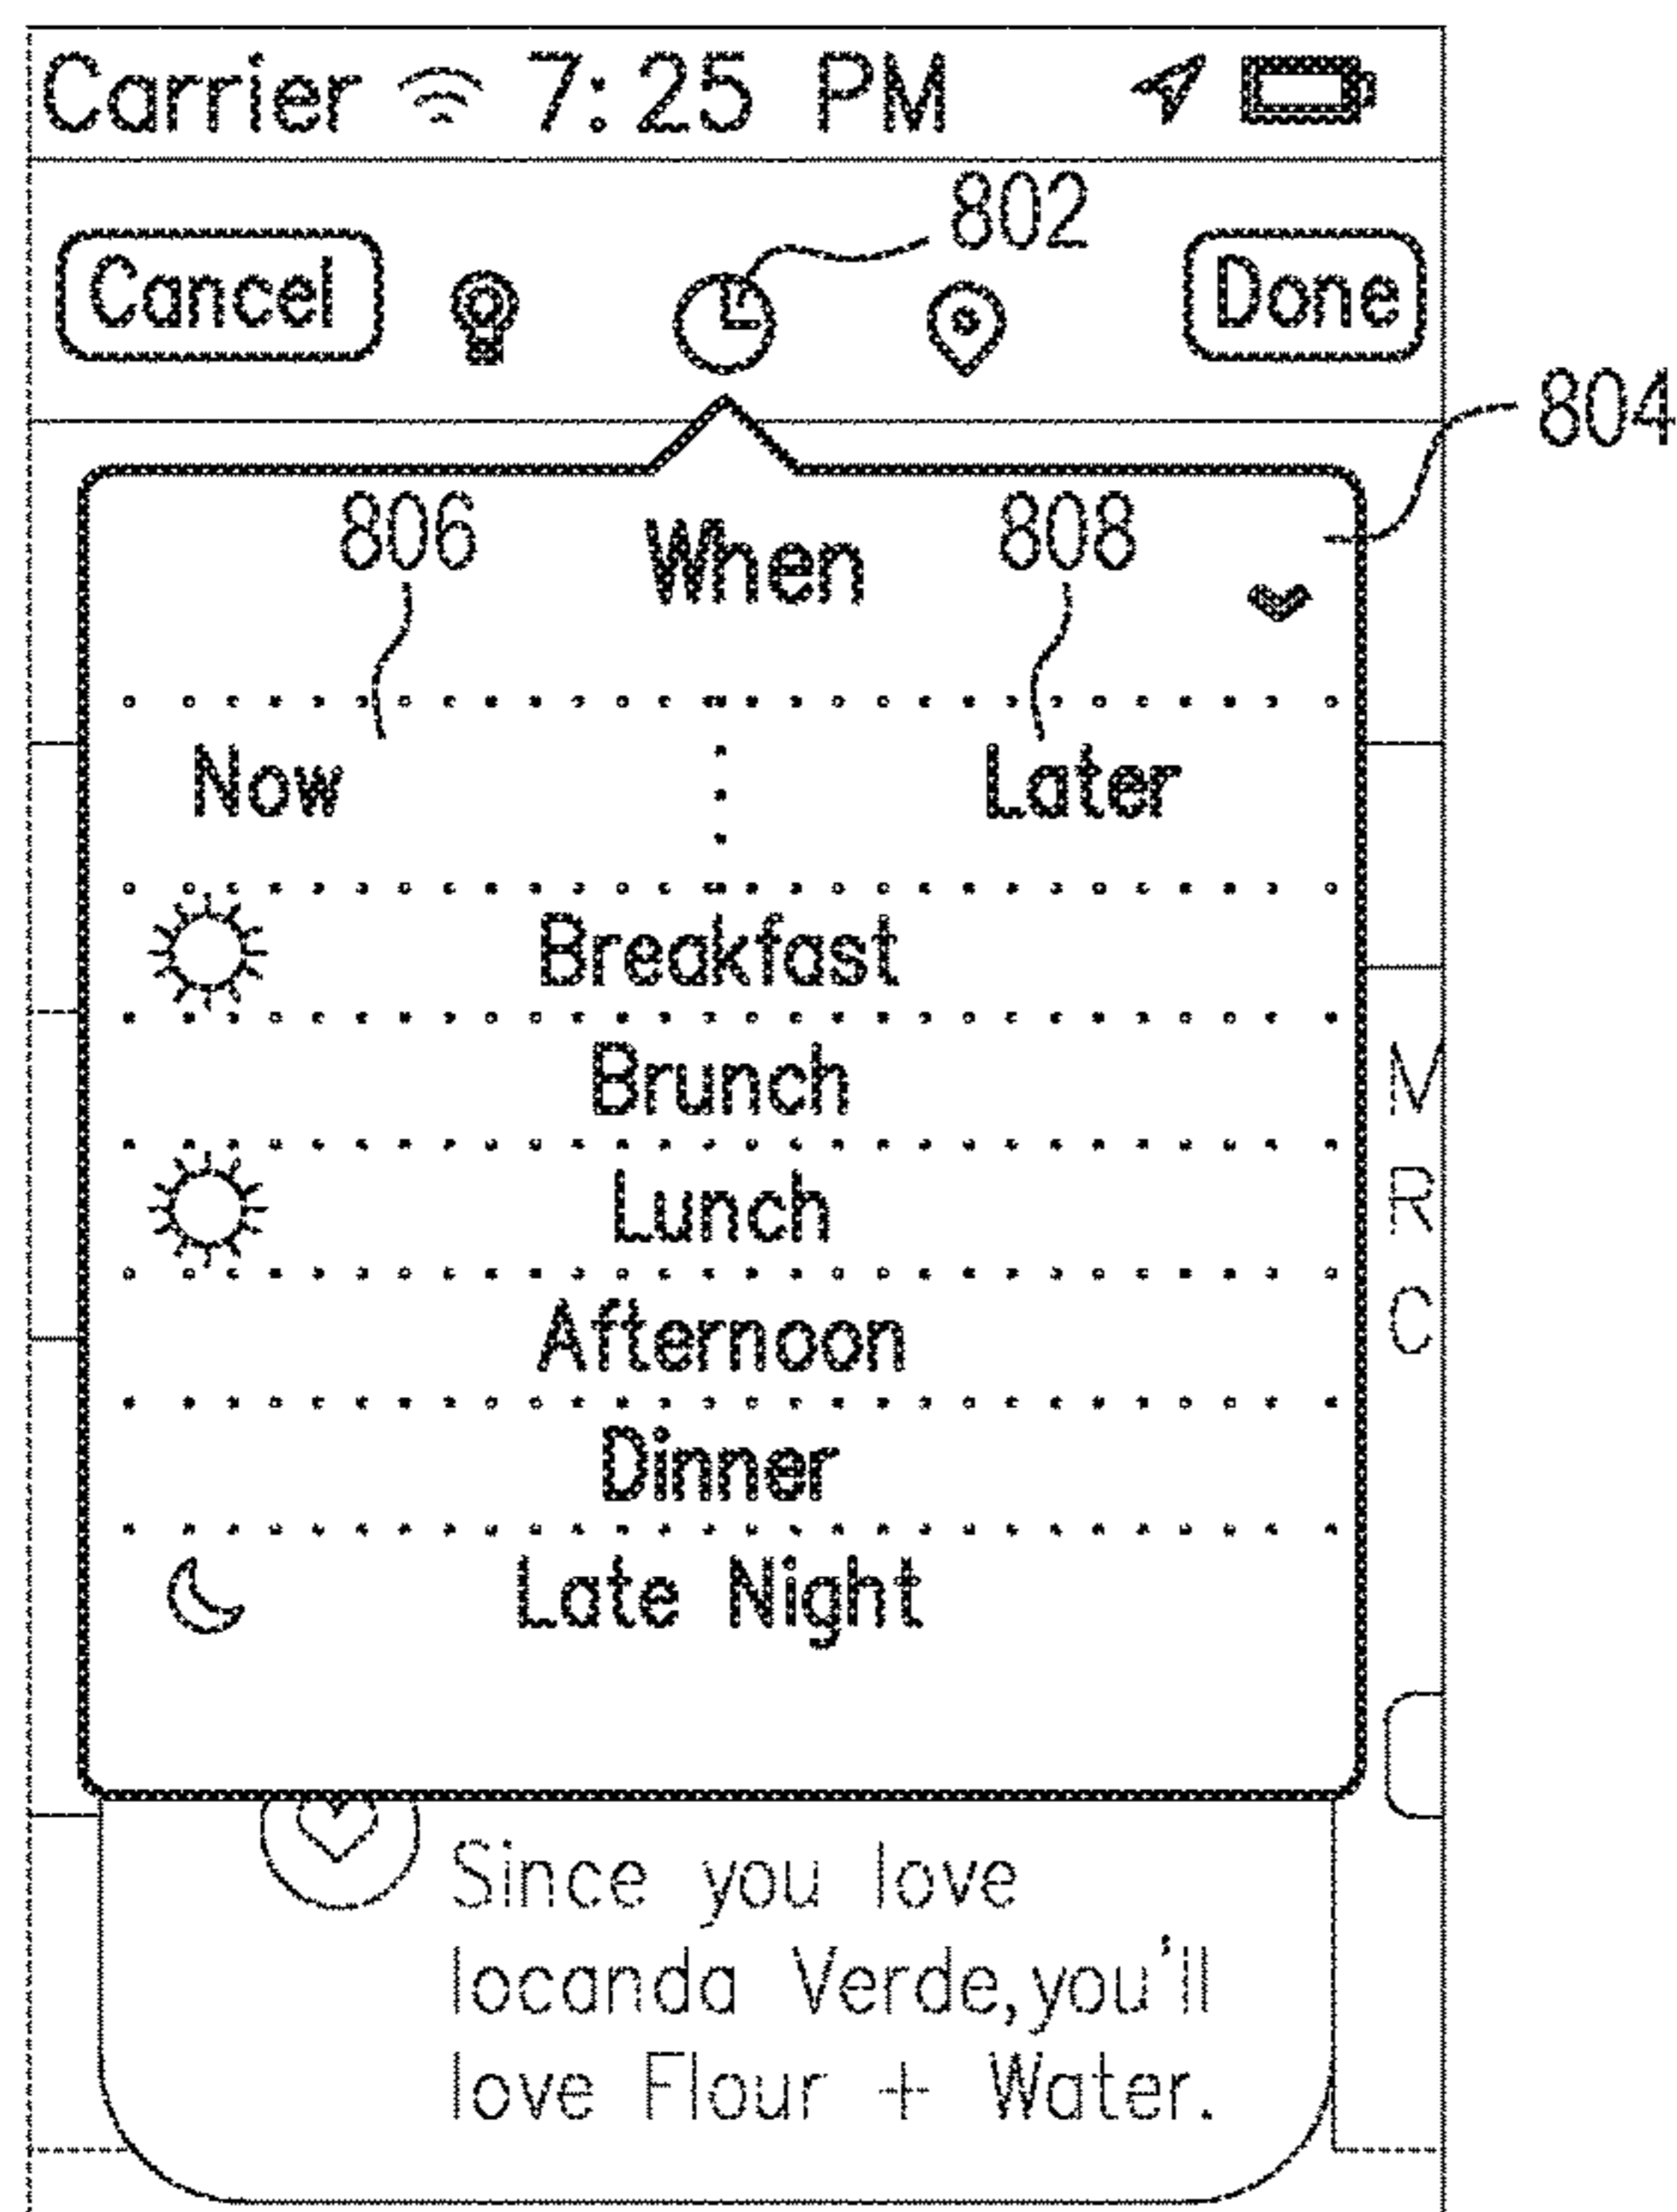 Carrier 7:25 PM
802
Cancel Done
804
806 When 808
Now Later
Breakfast
Brunch
M
Lunch
R
Afternoon
C
Dinner
Late Night
Since you love
locanda Verde,you'll
love Flour + Water.